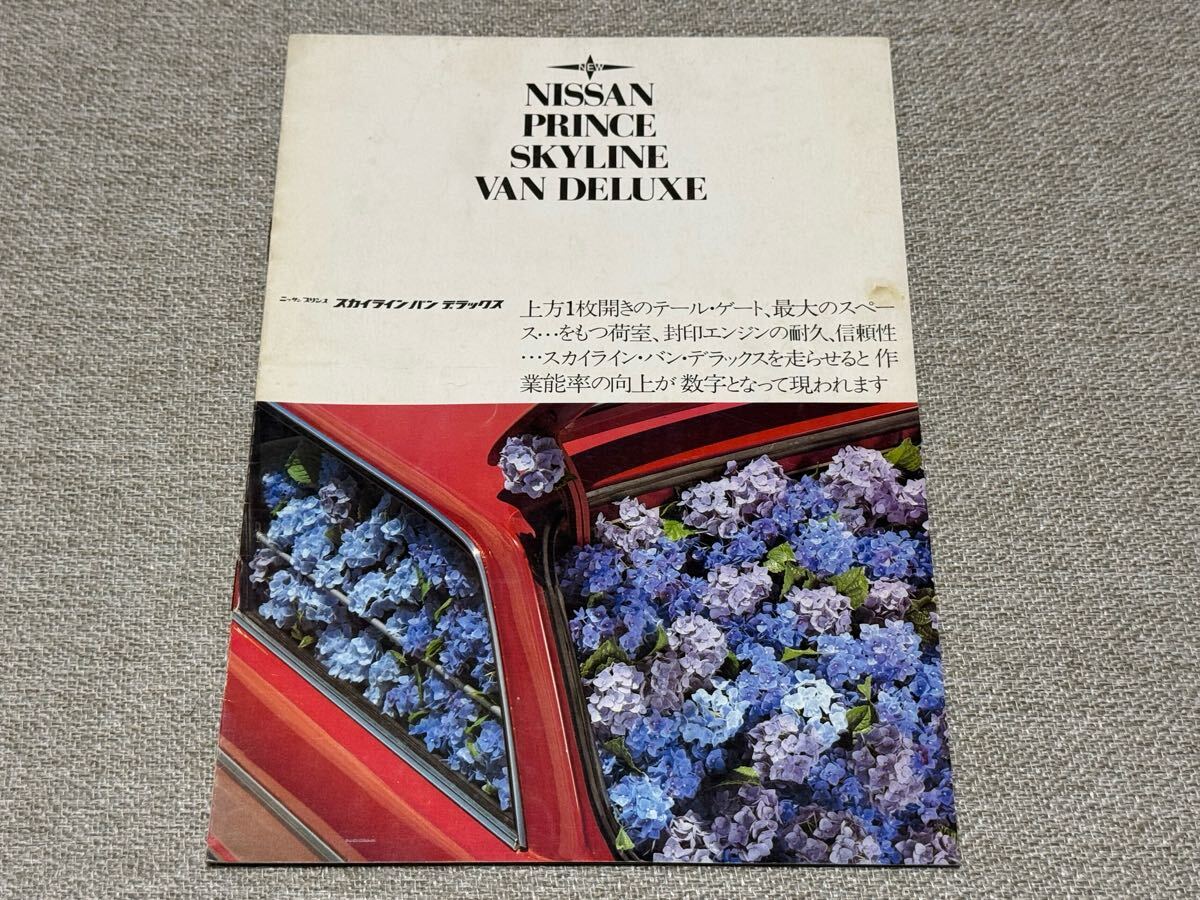 NEW
NISSAN
PRINCE
SKYLINE
VAN DELUXE
ニッサン プリンス スカイライン バン デラックス
上方1枚開きのテール・ゲート、最大のスペー
ス…をもつ荷室、封印エンジンの耐久、信頼性
…スカイライン・バン・デラックスを走らせると 作
業能率の向上が 数字となって現われます